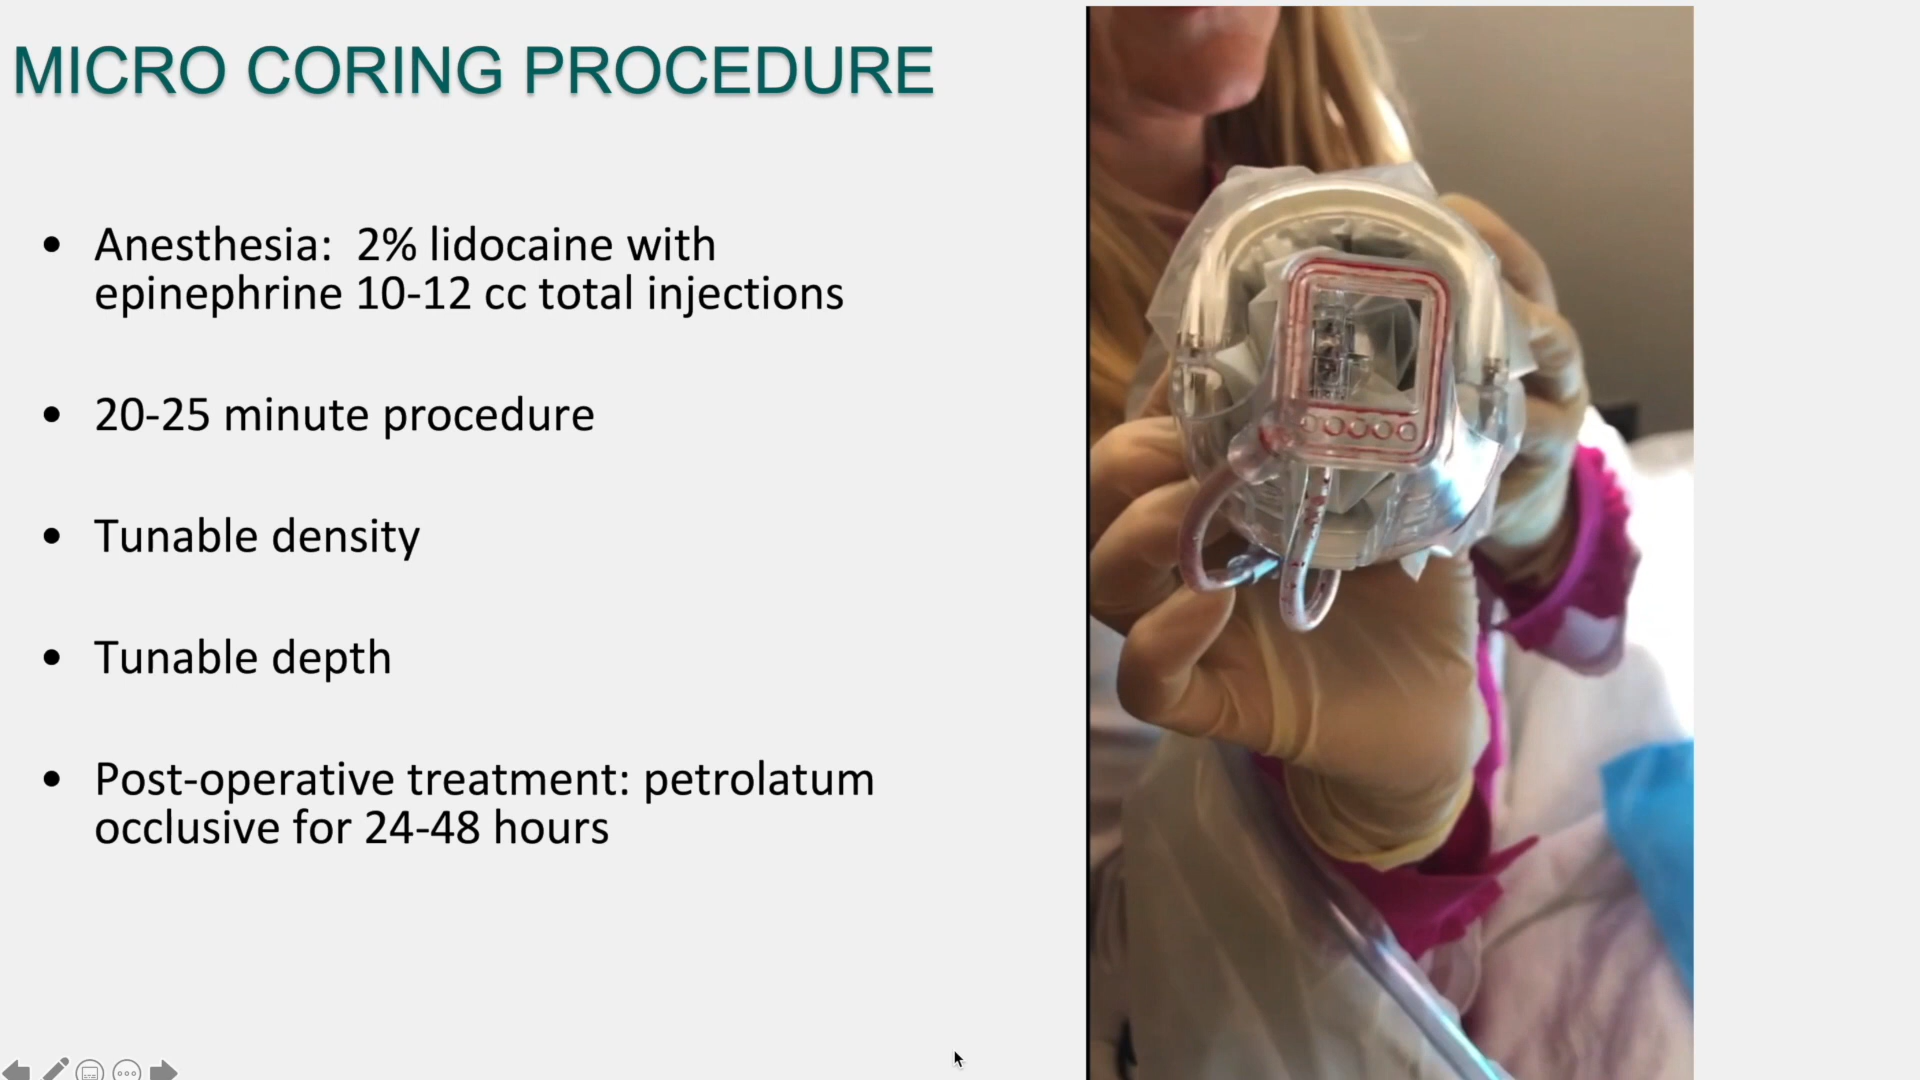 MICRO CORING PROCEDURE
• Anesthesia:  2% lidocaine with
epinephrine 10-12 cc total injections
• 20-25 minute procedure
• Tunable density
• Tunable depth
• Post-operative treatment: petrolatum
occlusive for 24-48 hours